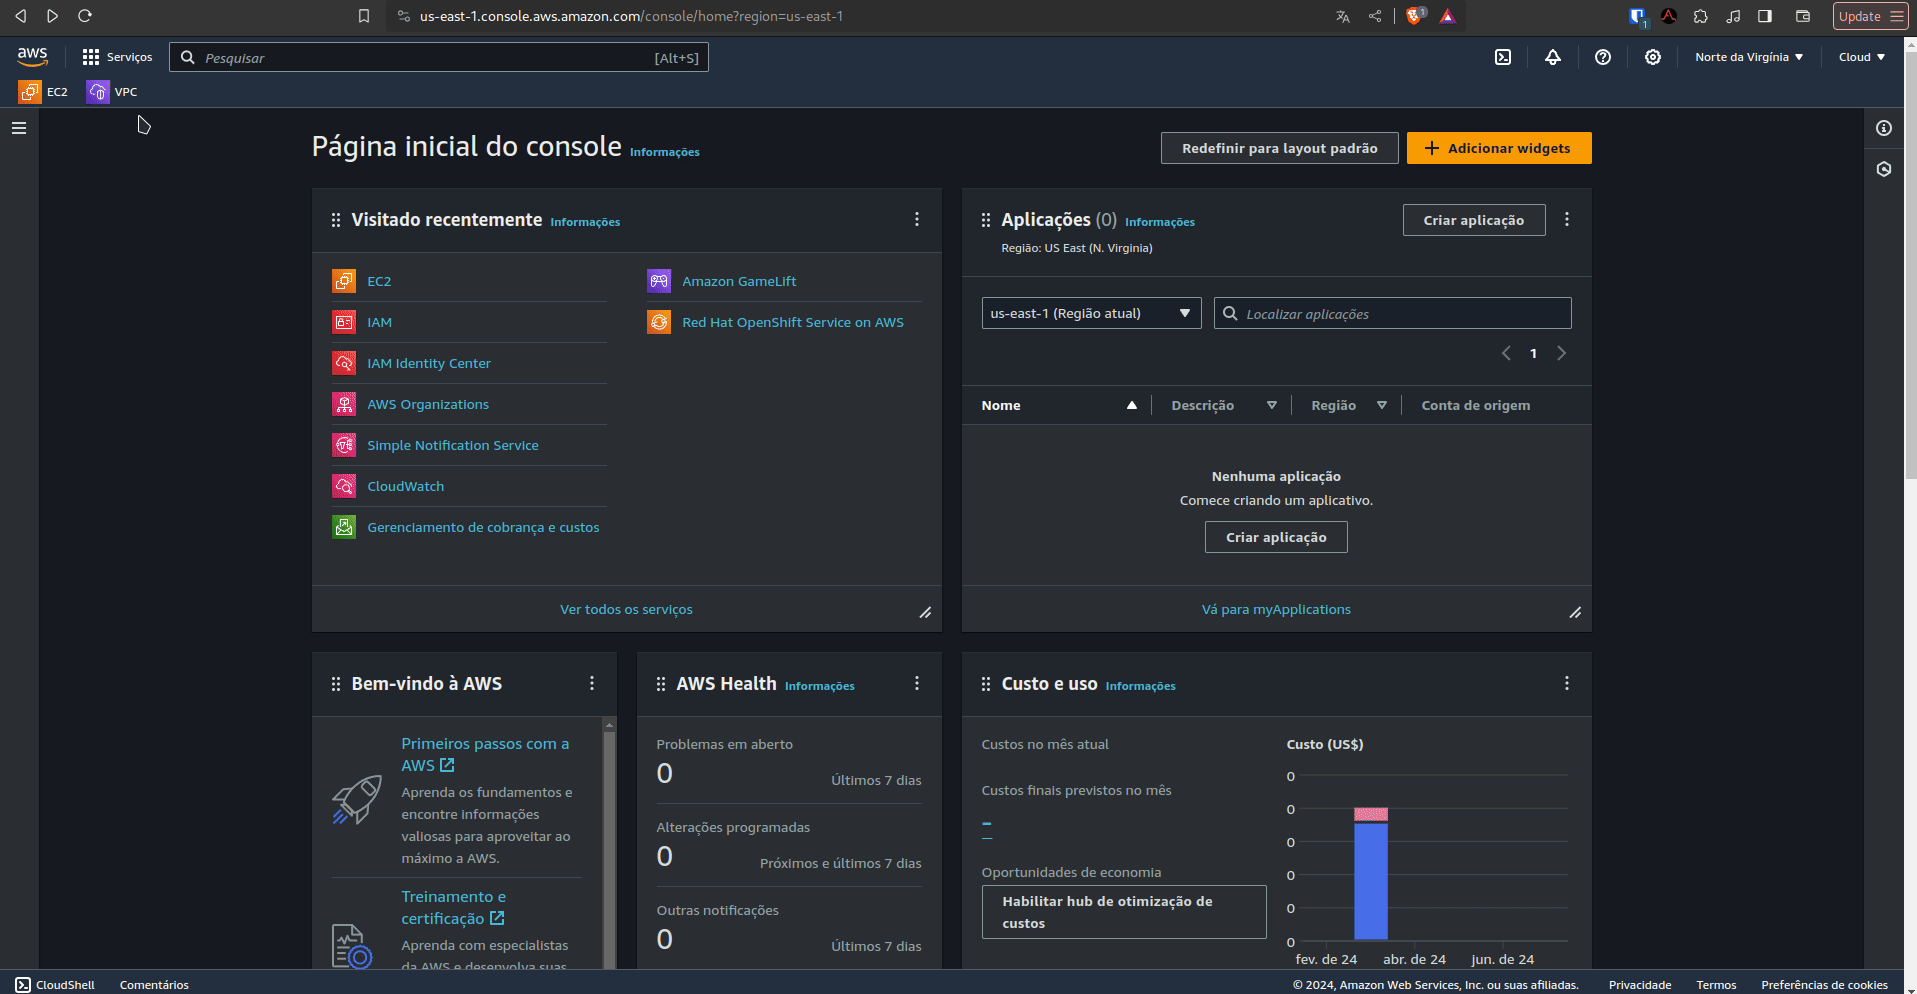 us-east-1.console.aws.amazon.com/console/home?region=us-east-1
1
1
Update
aws
Serviços
Pesquisar
[Alt+S]
Norte da Virgínia
Cloud
EC2
VPC
Página inicial do console Informações
Redefinir para layout padrão
Adicionar widgets
Visitado recentemente Informações
EC2
IAM
IAM Identity Center
AWS Organizations
Simple Notification Service
CloudWatch
Gerenciamento de cobrança e custos
Amazon GameLift
Red Hat OpenShift Service on AWS
Ver todos os serviços
Aplicações (0) Informações
Região: US East (N. Virginia)
Criar aplicação
us-east-1 (Região atual)
Localizar aplicações
1
Nome
Descrição
Região
Conta de origem
Nenhuma aplicação
Comece criando um aplicativo.
Criar aplicação
Vá para myApplications
Bem-vindo à AWS
Primeiros passos com a
AWS
Aprenda os fundamentos e
encontre informações
valiosas para aproveitar ao
máximo a AWS.
Treinamento e
certificação
Aprenda com especialistas
da AWS e desenvolva suas
AWS Health Informações
Problemas em aberto
0
Últimos 7 dias
Alterações programadas
0
Próximos e últimos 7 dias
Outras notificações
0
Últimos 7 dias
Custo e uso Informações
Custos no mês atual
Custos finais previstos no mês
–
Oportunidades de economia
Habilitar hub de otimização de
custos
Custo (US$)
0
0
0
0
0
0
fev. de 24
abr. de 24
jun. de 24
CloudShell
Comentários
© 2024, Amazon Web Services, Inc. ou suas afiliadas.
Privacidade
Termos
Preferências de cookies